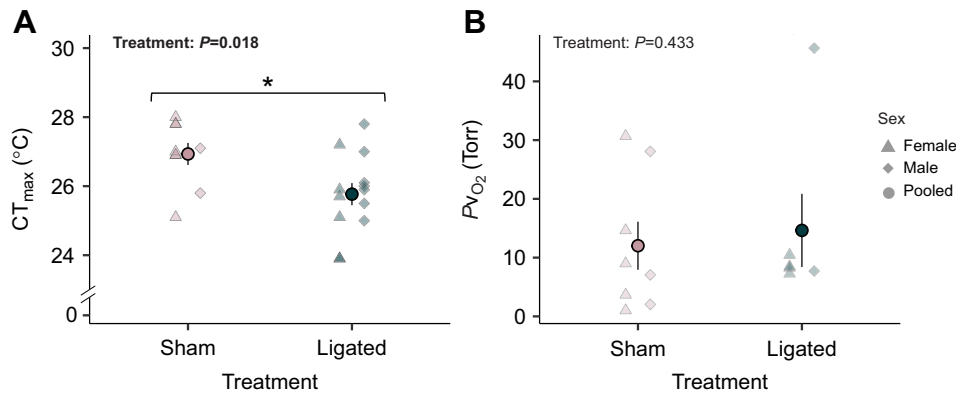 A
Treatment: P=0.018
*
30
28
26
24
0
CTmax (°C)
Sham
Ligated
Treatment
B
Treatment: P=0.433
40
30
20
10
0
PvO2 (Torr)
Sham
Ligated
Treatment
Sex
Female
Male
Pooled